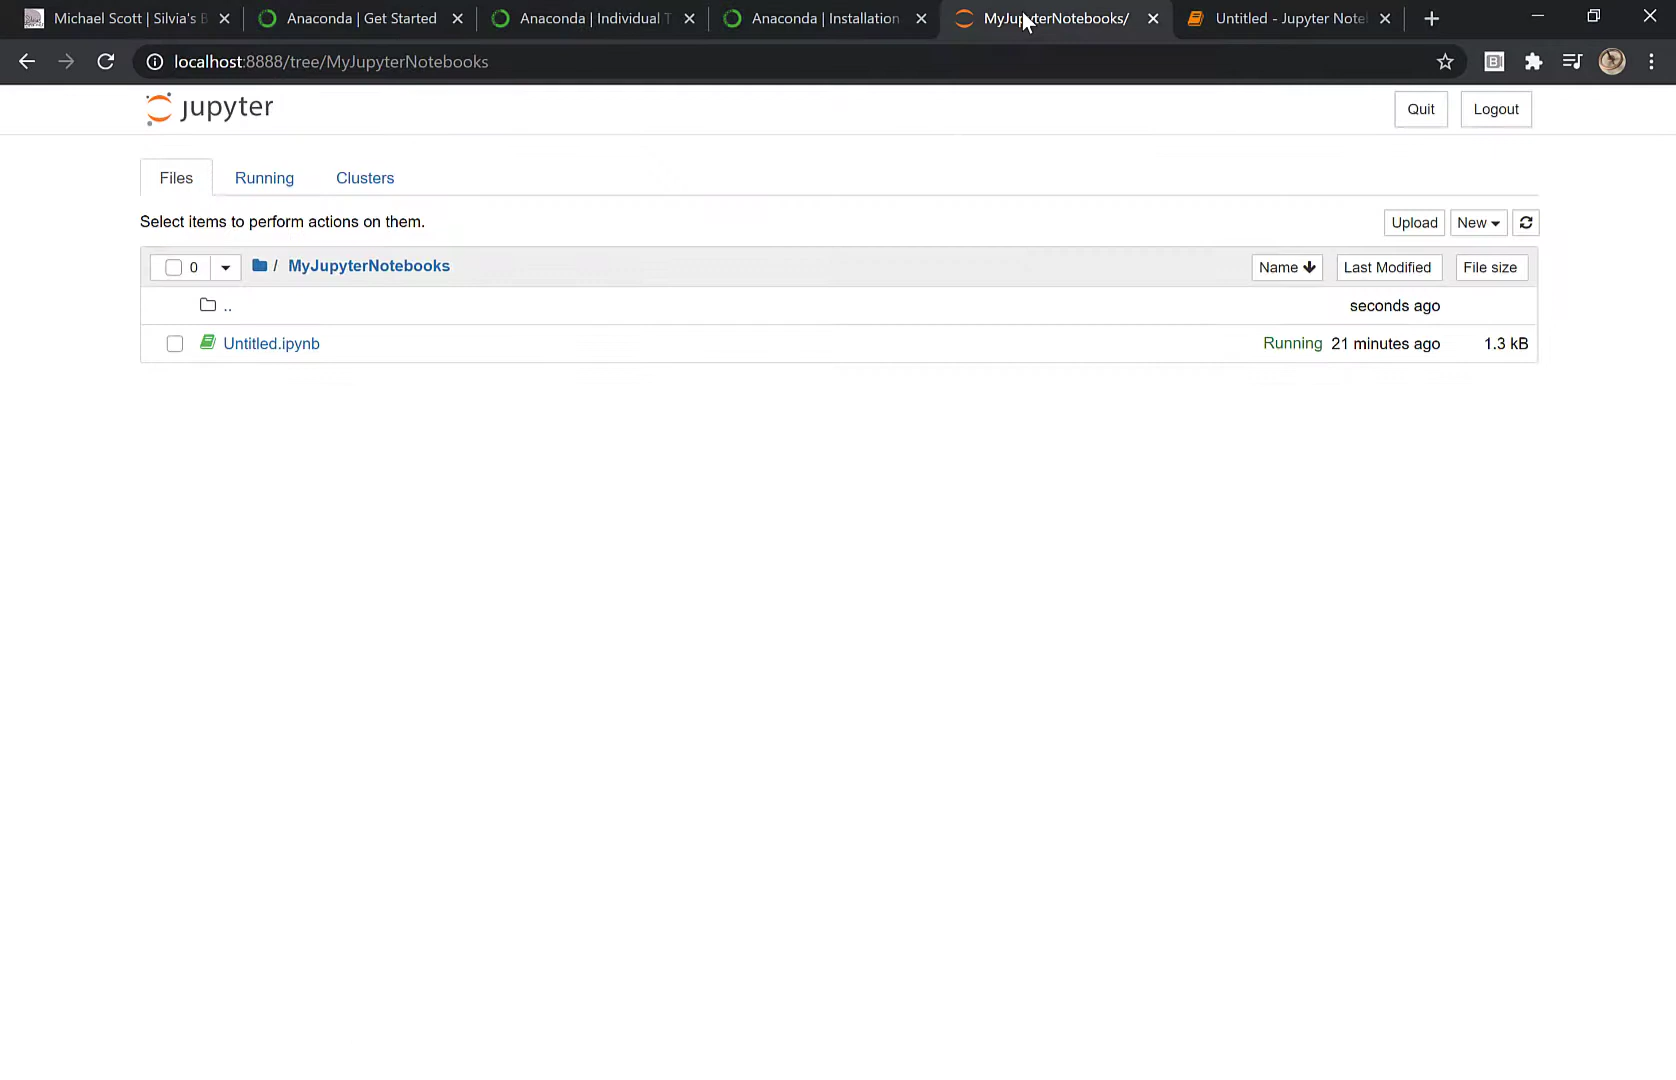 Michael Scott | Silvia's B
Anaconda | Get Started
Anaconda | Individual T
Anaconda | Installation
MyJupyterNotebooks/
Untitled - Jupyter Note
localhost:8888/tree/MyJupyterNotebooks
jupyter
Quit
Logout
Files
Running
Clusters
Select items to perform actions on them.
Upload
New
0
/ MyJupyterNotebooks
Name
Last Modified
File size
..
seconds ago
Untitled.ipynb
Running 21 minutes ago
1.3 kB